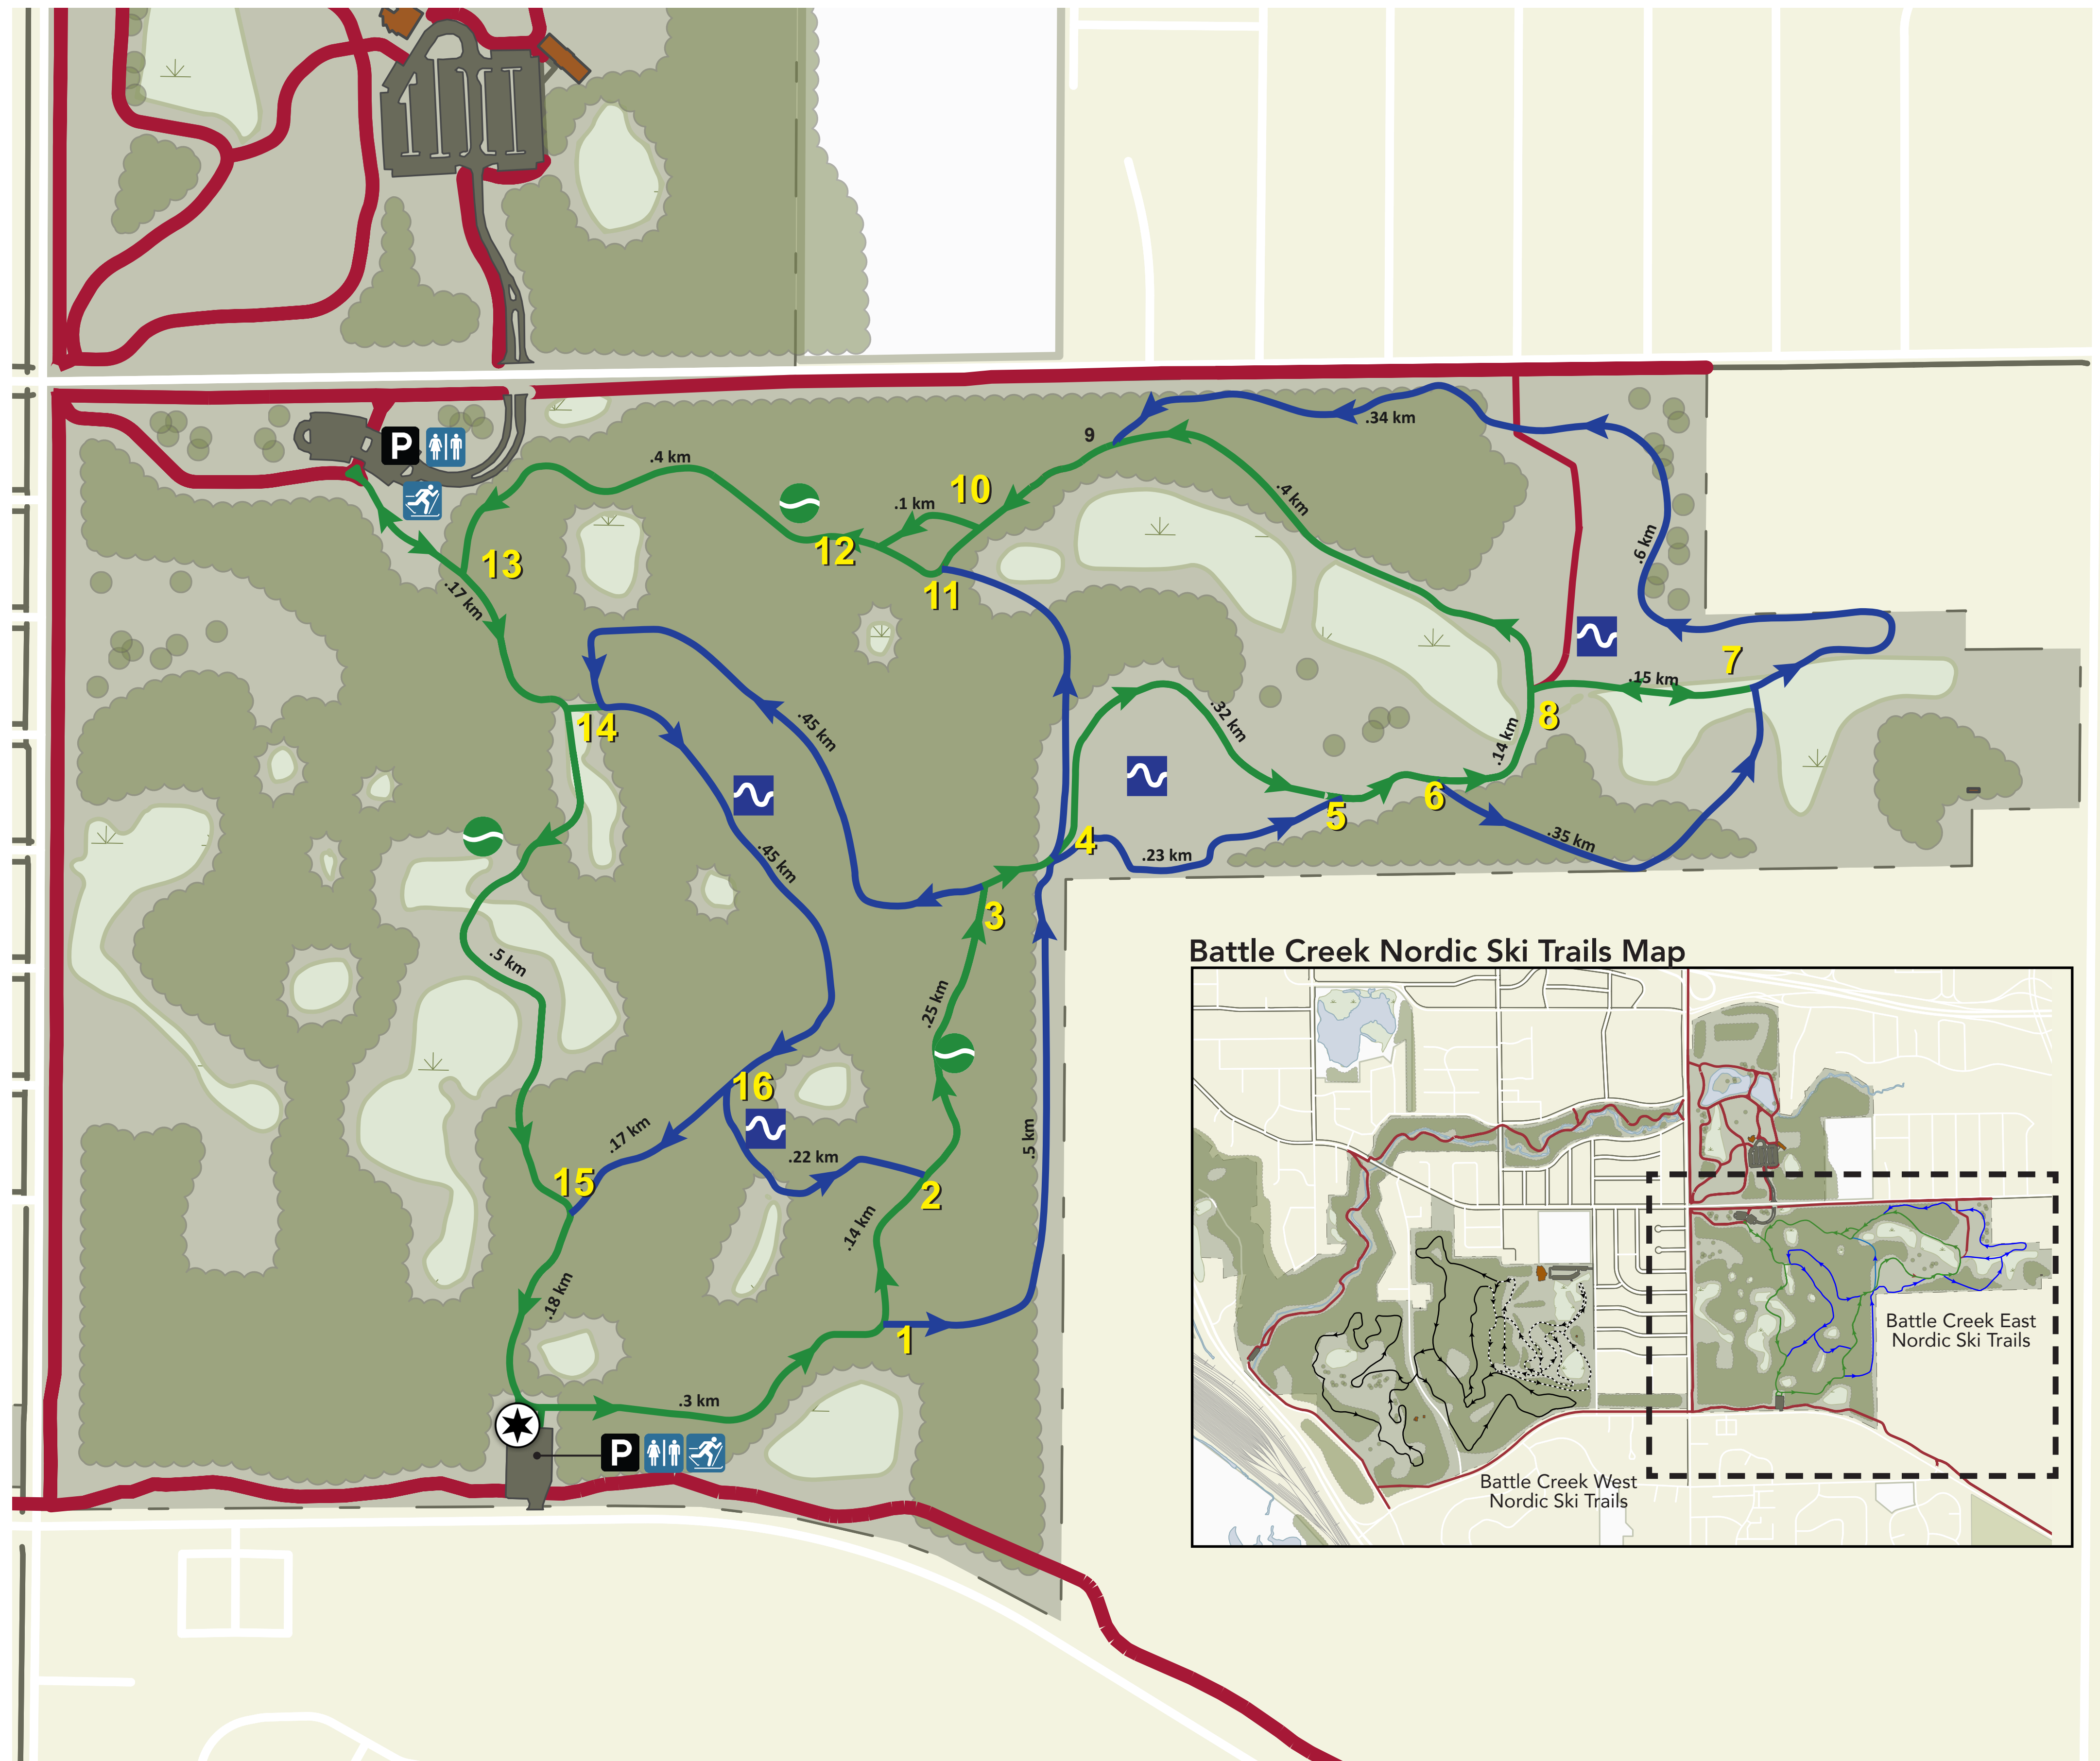 P
.34 km
9
.4 km
10
.1 km
.4 km
12
13
.6 km
.17 km
11
7
.15 km
14
8
.45 km
.32 km
.14 km
6
5
4
.35 km
.45 km
.23 km
3
.5 km
Battle Creek Nordic Ski Trails Map
.25 km
16
.17 km
.22 km
.5 km
15
2
.14 km
.18 km
1
Battle Creek East
Nordic Ski Trails
.3 km
P
Battle Creek West
Nordic Ski Trails